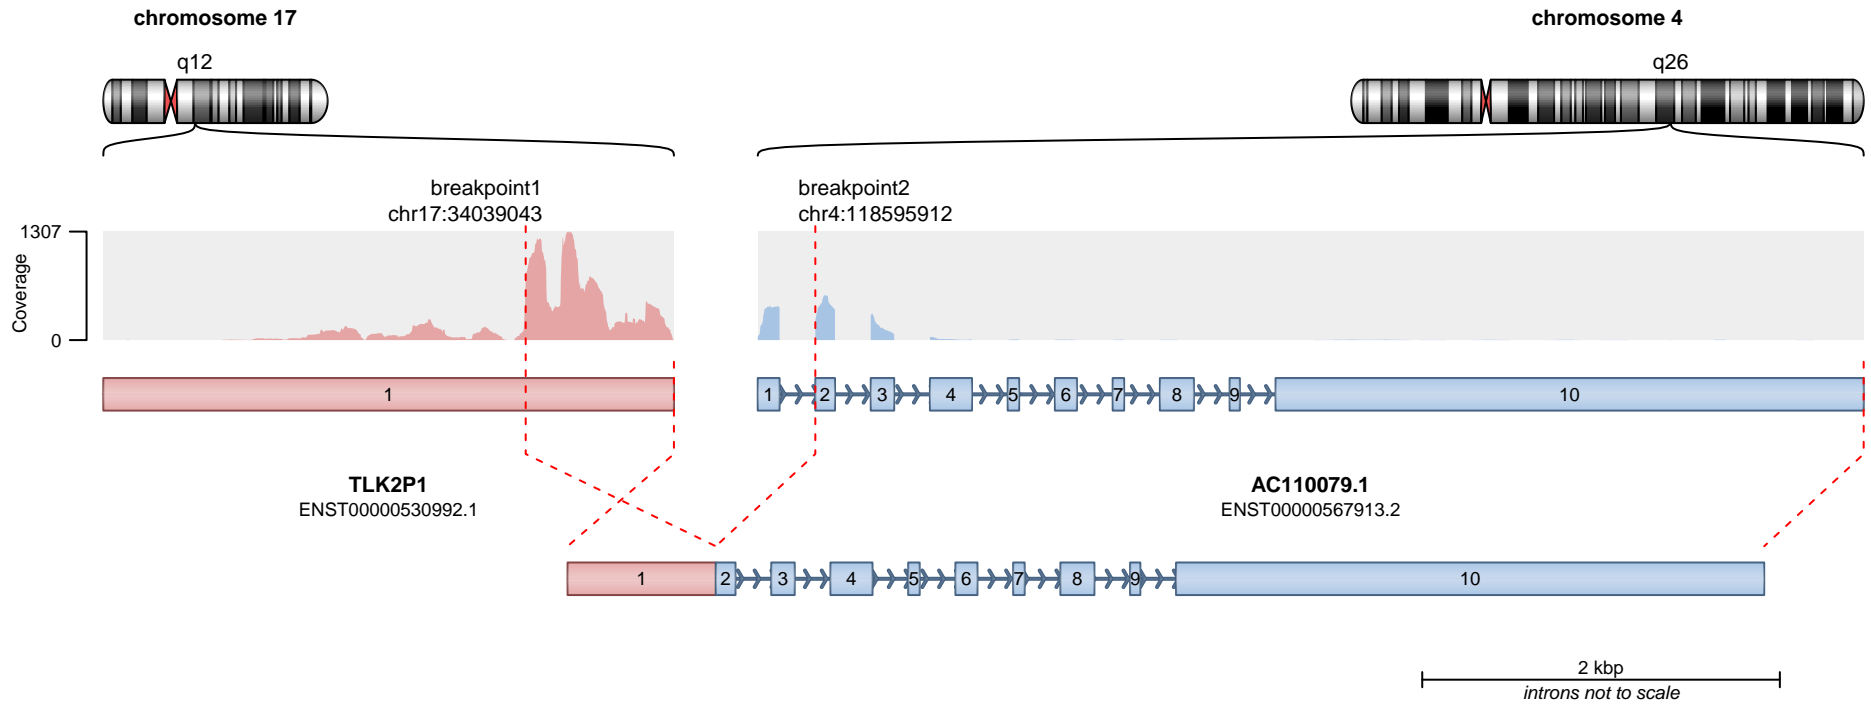 chromosome 17
chromosome 4
q12
q26
breakpoint1
chr17:34039043
breakpoint2
chr4:118595912
1307
Coverage
0
1
1 2 3 4 5 6 7 8 9 10
TLK2P1
ENST00000530992.1
AC110079.1
ENST00000567913.2
1 2 3 4 5 6 7 8 9 10
2 kbp
introns not to scale